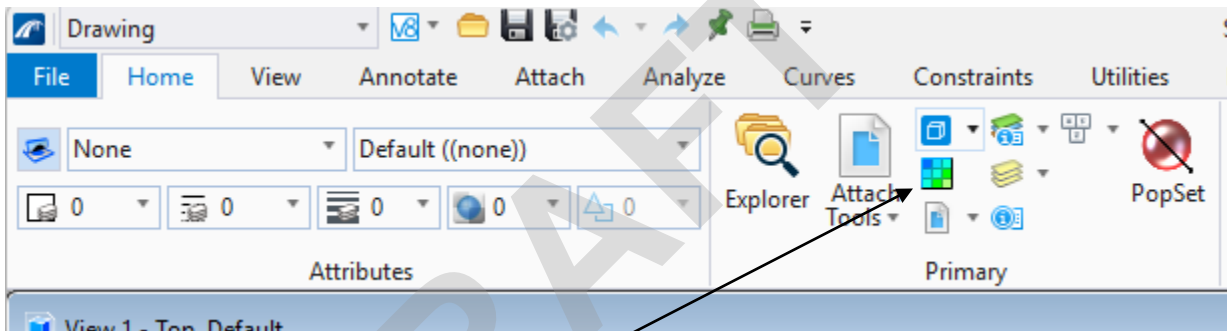 Drawing
File Home View Annotate Attach Analyze Curves Constraints Utilities
None Default ((none))
0 0 0 0 0
Explorer Attach Tools PopSet
Attributes Primary
View 1 - Top, Default
DRAFT